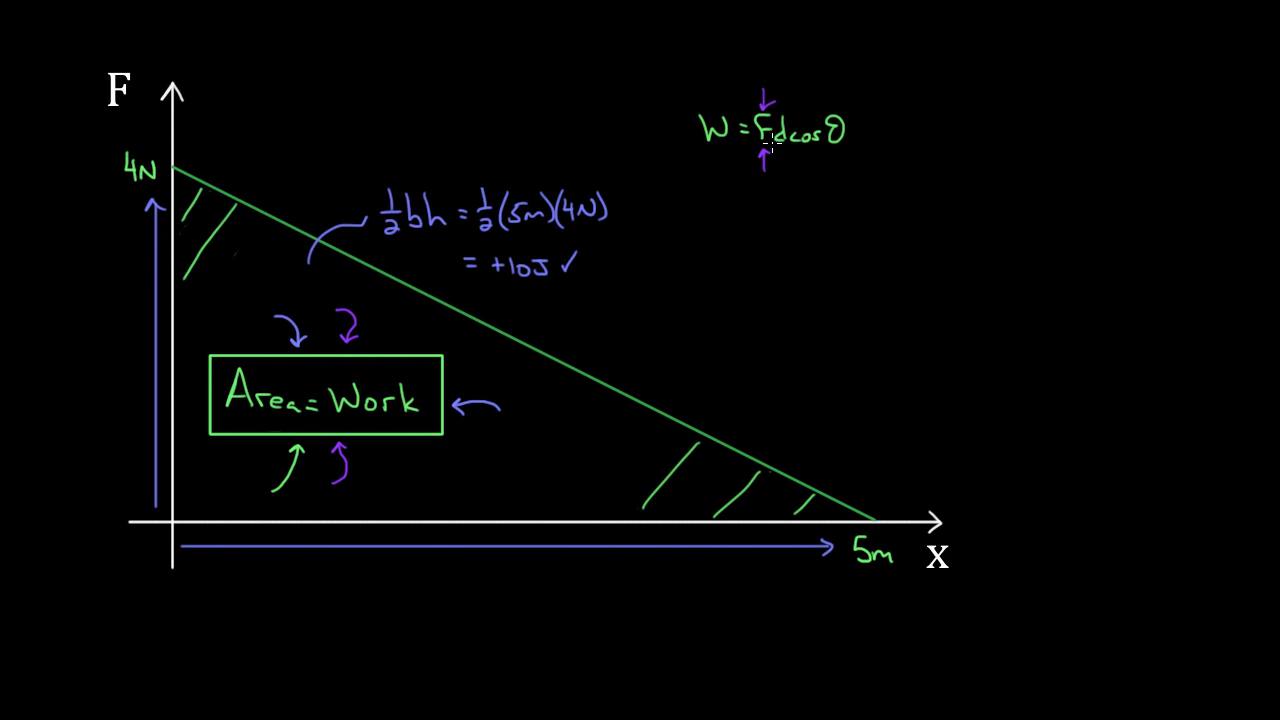 F
W = Fdcosθ
4N
½bh = ½(5m)(4N)
= +10J ✓
Area = Work
5m
x